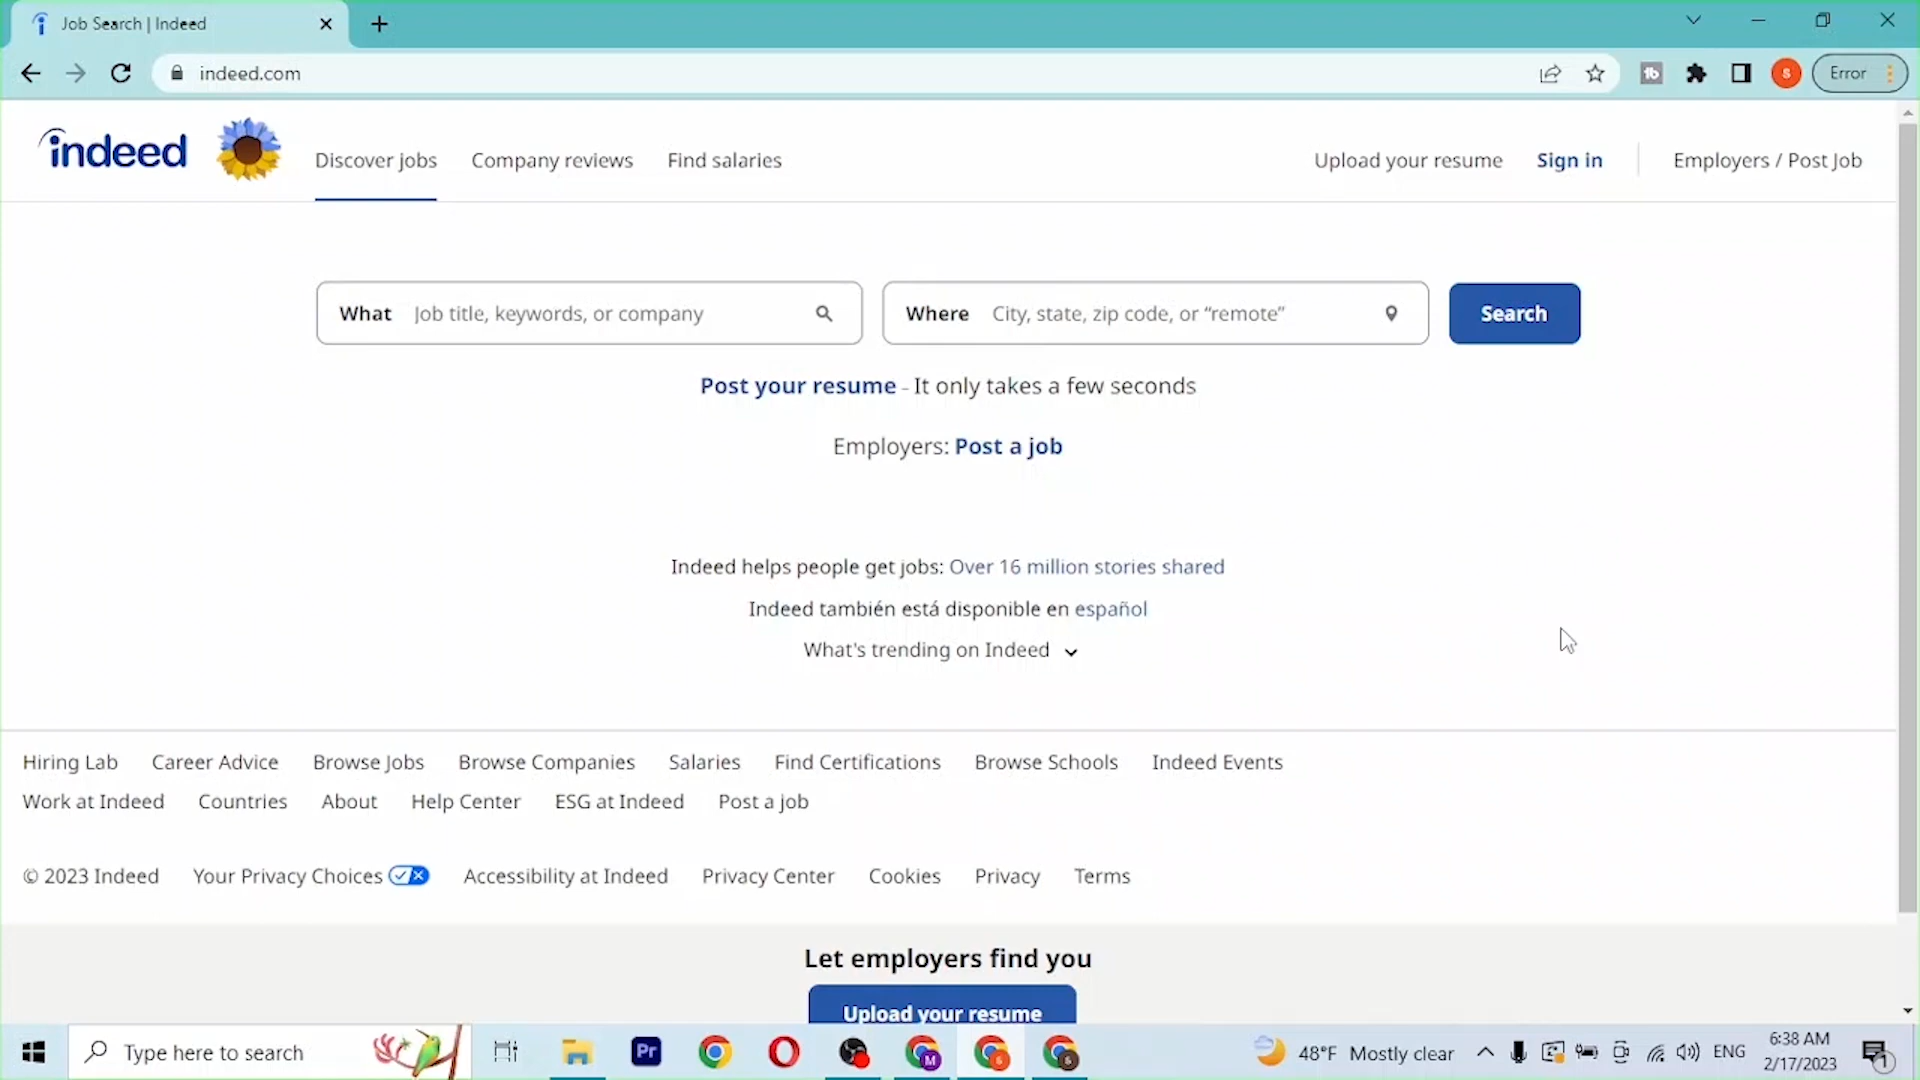 Job Search | Indeed
indeed.com
Error
indeed
Discover jobs Company reviews Find salaries
Upload your resume Sign in Employers / Post Job
What Job title, keywords, or company
Where City, state, zip code, or “remote”
Search
Post your resume - It only takes a few seconds
Employers: Post a job
Indeed helps people get jobs: Over 16 million stories shared
Indeed también está disponible en español
What's trending on Indeed
Hiring Lab Career Advice Browse Jobs Browse Companies Salaries Find Certifications Browse Schools Indeed Events
Work at Indeed Countries About Help Center ESG at Indeed Post a job
© 2023 Indeed Your Privacy Choices Accessibility at Indeed Privacy Center Cookies Privacy Terms
Let employers find you
Upload your resume
Type here to search
Pr
M
S
S
48°F Mostly clear
ENG
6:38 AM
2/17/2023
1